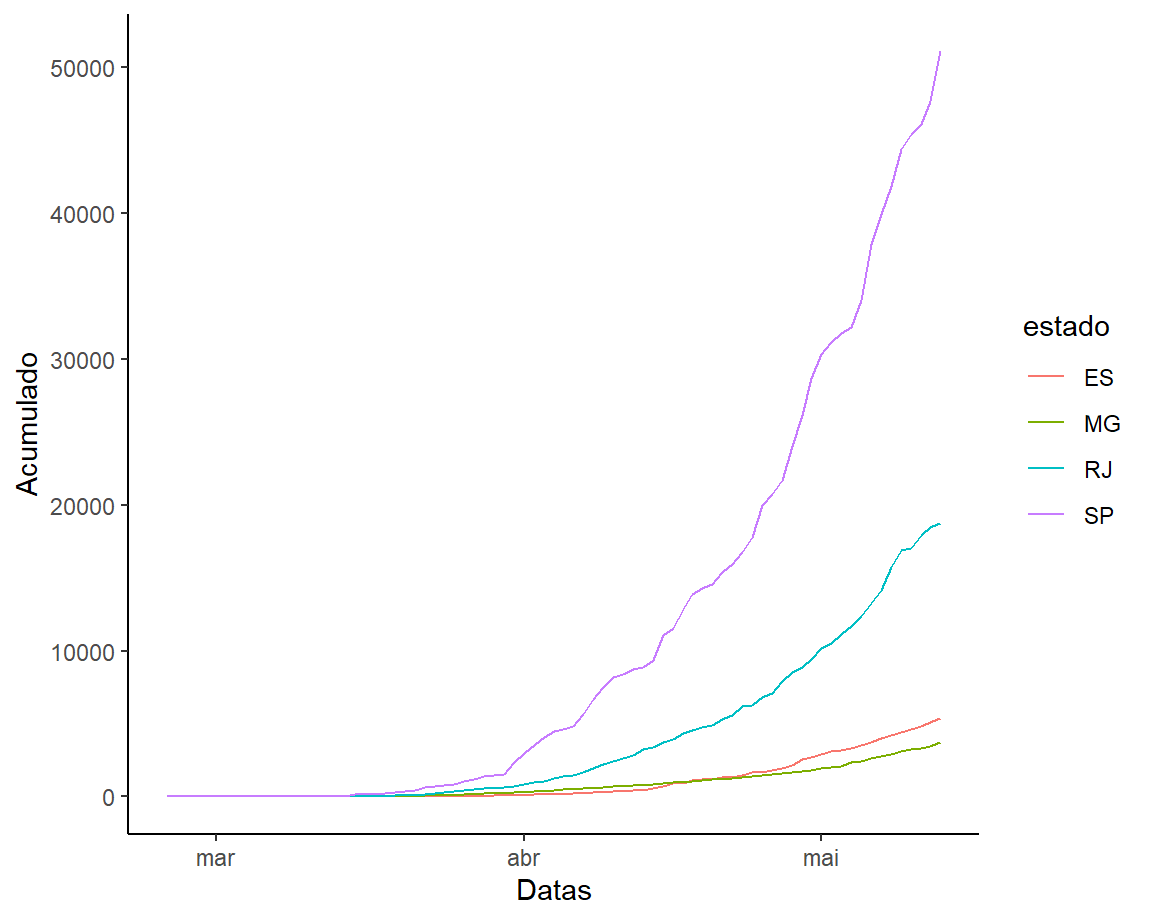 50000
40000
30000
20000
10000
0
Acumulado
mar
abr
mai
Datas
estado
ES
MG
RJ
SP